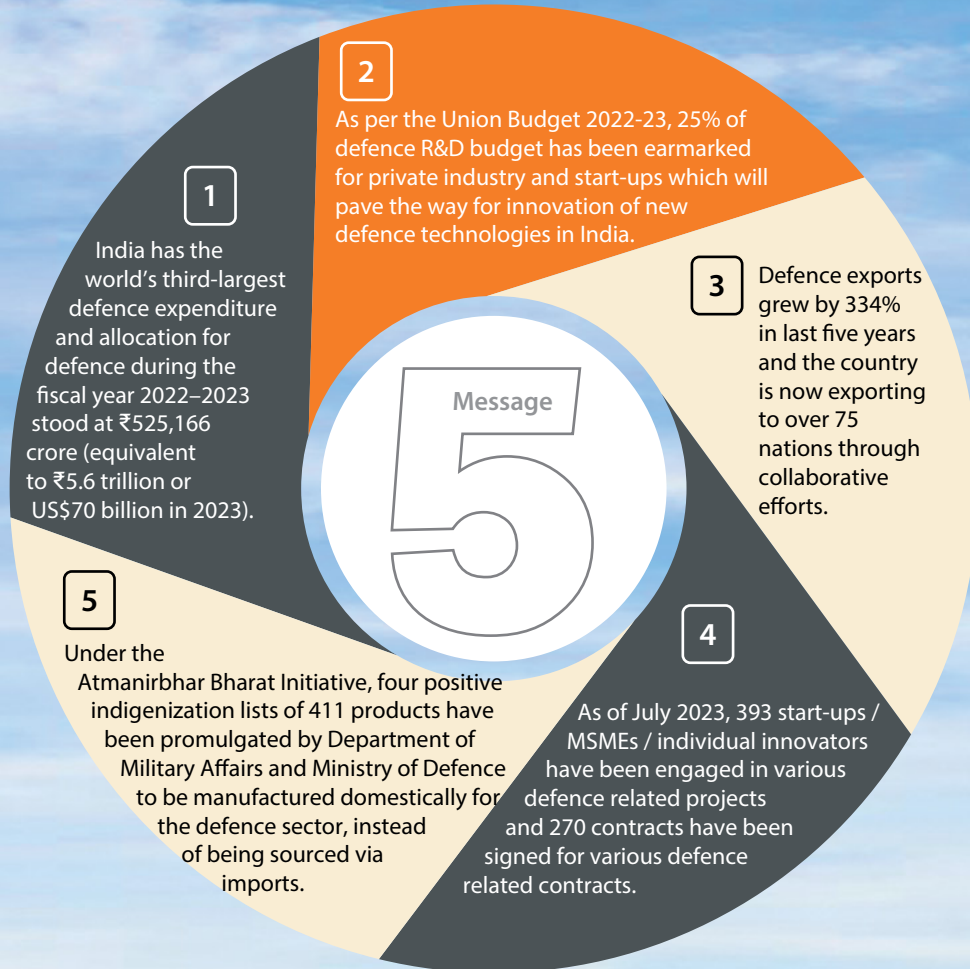 1
India has the
world's third-largest
defence expenditure
and allocation for
defence during the
fiscal year 2022–2023
stood at ₹525,166
crore (equivalent
to ₹5.6 trillion or
US$70 billion in 2023).
2
As per the Union Budget 2022-23, 25% of
defence R&D budget has been earmarked
for private industry and start-ups which will
pave the way for innovation of new
defence technologies in India.
3
Defence exports
grew by 334%
in last five years
and the country
is now exporting
to over 75
nations through
collaborative
efforts.
4
As of July 2023, 393 start-ups /
MSMEs / individual innovators
have been engaged in various
defence related projects
and 270 contracts have been
signed for various defence
related contracts.
5
Under the
Atmanirbhar Bharat Initiative, four positive
indigenization lists of 411 products have
been promulgated by Department of
Military Affairs and Ministry of Defence
to be manufactured domestically for
the defence sector, instead
of being sourced via
imports.
Message
5